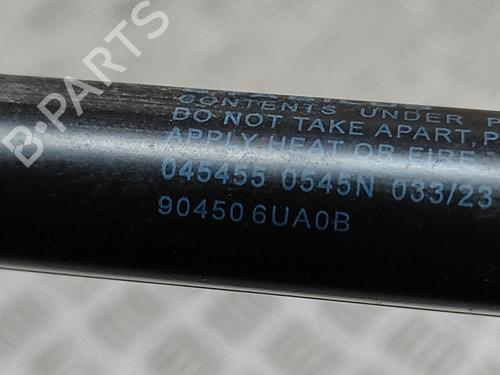 CONTENTS UNDER P
DO NOT TAKE APART, P
APPLY HEAT OR FIRE
045455 0545N 033/23
90450 6UA0B
B-PARTS